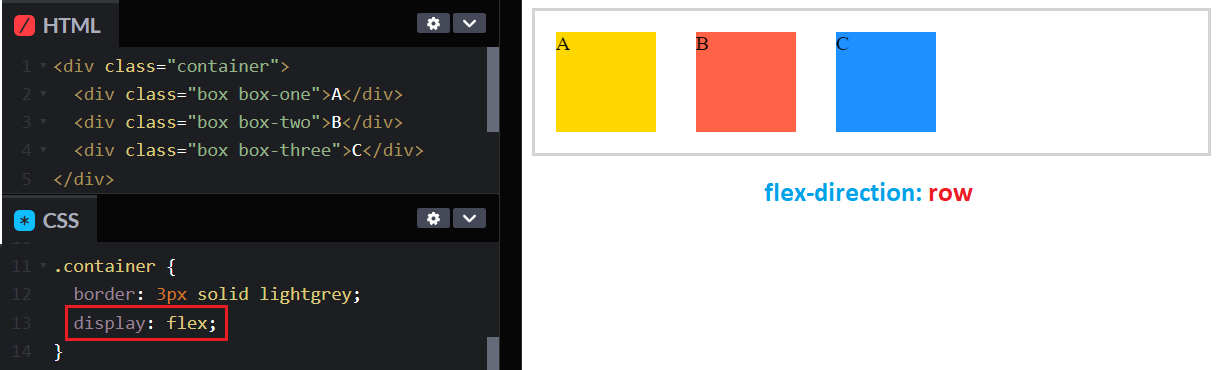 HTML
1 <div class="container">
2 <div class="box box-one">A</div>
3 <div class="box box-two">B</div>
4 <div class="box box-three">C</div>
5 </div>
CSS
11 .container {
12 border: 3px solid lightgrey;
13 display: flex;
14 }
A B C
flex-direction: row